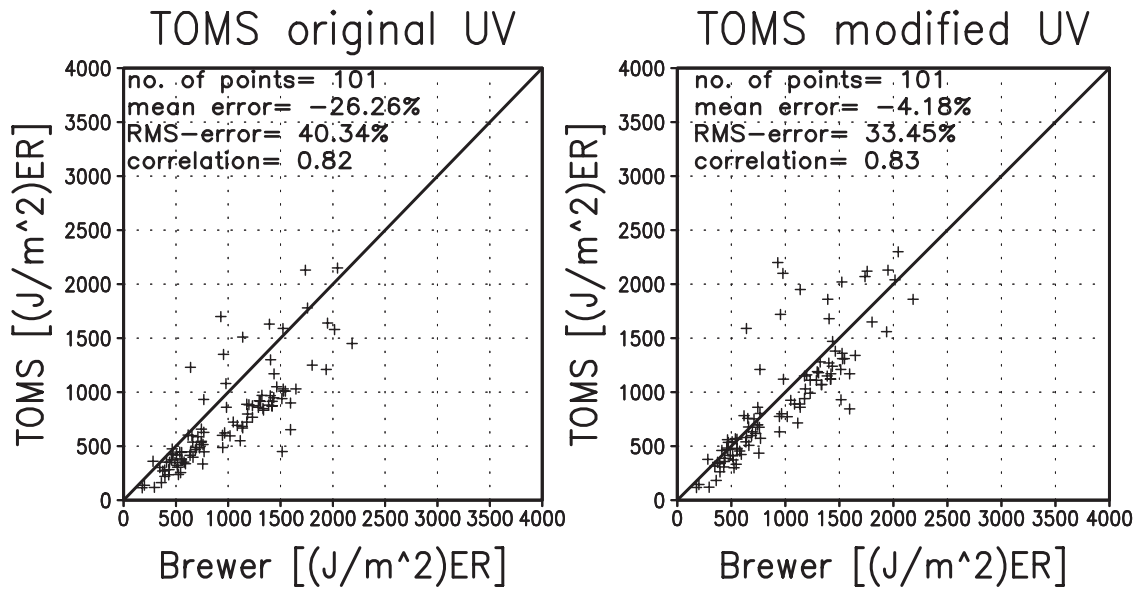 TOMS original UV
TOMS [(J/m^2)ER]
4000
3500
3000
2500
2000
1500
1000
500
0
no. of points= 101
mean error= -26.26%
RMS-error= 40.34%
correlation= 0.82
0 500 1000 1500 2000 2500 3000 3500 4000
Brewer [(J/m^2)ER]
TOMS modified UV
TOMS [(J/m^2)ER]
4000
3500
3000
2500
2000
1500
1000
500
0
no. of points= 101
mean error= -4.18%
RMS-error= 33.45%
correlation= 0.83
0 500 1000 1500 2000 2500 3000 3500 4000
Brewer [(J/m^2)ER]